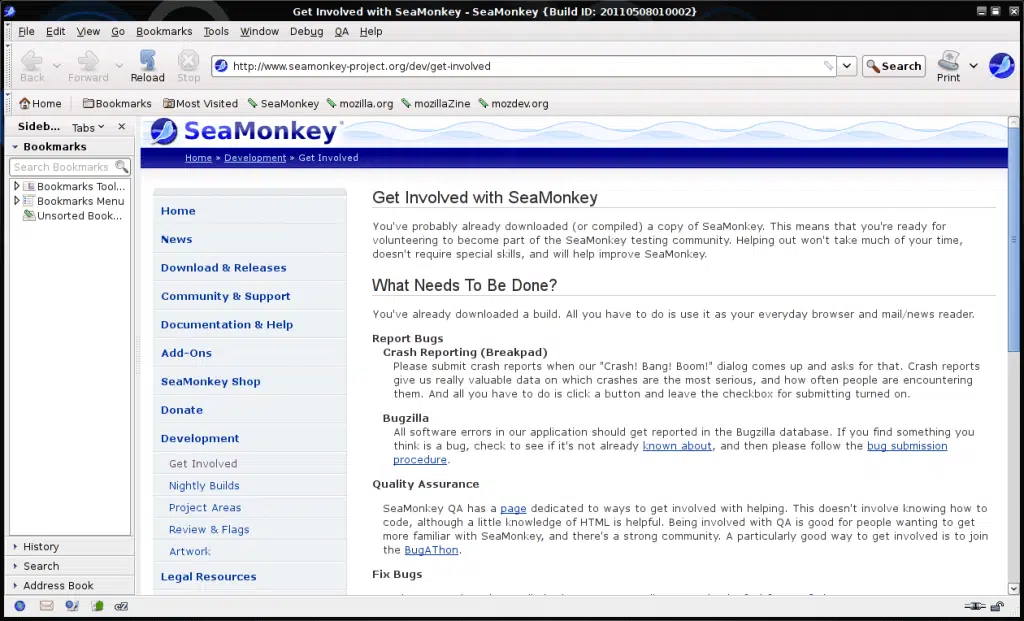 Get Involved with SeaMonkey - SeaMonkey {Build ID: 20110508010002}
File Edit View Go Bookmarks Tools Window Debug QA Help
Back Forward Reload Stop http://www.seamonkey-project.org/dev/get-involved Search Print
Home Bookmarks Most Visited SeaMonkey mozilla.org mozillaZine mozdev.org
Sideb... Tabs
Bookmarks
Search Bookmarks
Bookmarks Tool...
Bookmarks Menu
Unsorted Book...
History
Search
Address Book
SeaMonkey
Home » Development » Get Involved
Home
News
Download & Releases
Community & Support
Documentation & Help
Add-Ons
SeaMonkey Shop
Donate
Development
Get Involved
Nightly Builds
Project Areas
Review & Flags
Artwork
Legal Resources
Get Involved with SeaMonkey
You've probably already downloaded (or compiled) a copy of SeaMonkey. This means that you're ready for
volunteering to become part of the SeaMonkey testing community. Helping out won't take much of your time,
doesn't require special skills, and will help improve SeaMonkey.
What Needs To Be Done?
You've already downloaded a build. All you have to do is use it as your everyday browser and mail/news reader.
Report Bugs
Crash Reporting (Breakpad)
Please submit crash reports when our "Crash! Bang! Boom!" dialog comes up and asks for that. Crash reports
give us really valuable data on which crashes are the most serious, and how often people are encountering
them. And all you have to do is click a button and leave the checkbox for submitting turned on.
Bugzilla
All software errors in our application should get reported in the Bugzilla database. If you find something you
think is a bug, check to see if it's not already known about, and then please follow the bug submission
procedure.
Quality Assurance
SeaMonkey QA has a page dedicated to ways to get involved with helping. This doesn't involve knowing how to
code, although a little knowledge of HTML is helpful. Being involved with QA is good for people wanting to get
more familiar with SeaMonkey, and there's a strong community. A particularly good way to get involved is to join
the BugAThon.
Fix Bugs